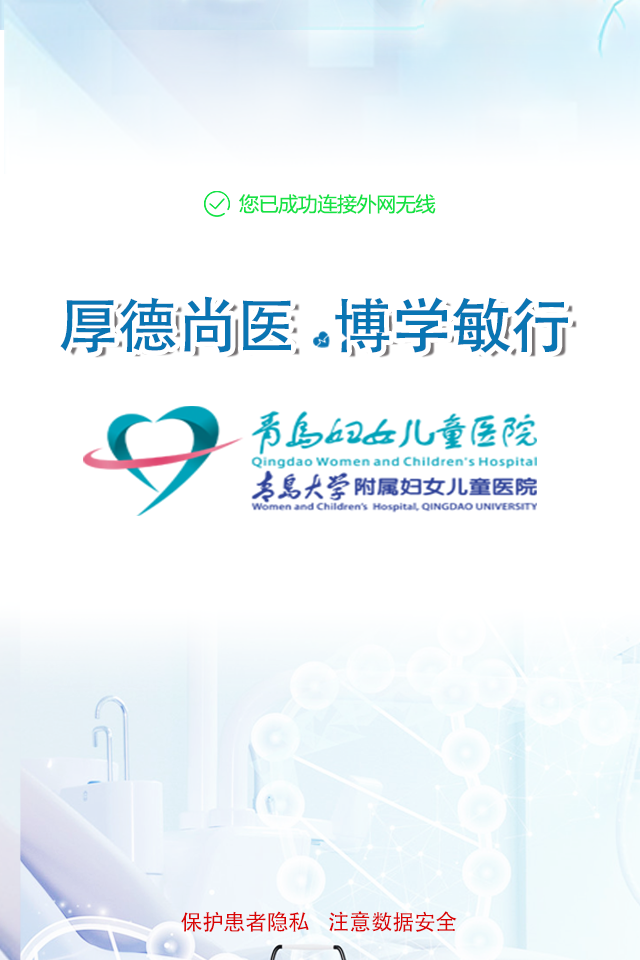 您已成功连接外网无线
厚德尚医 博学敏行
青岛妇女儿童医院
Qingdao Women and Children's Hospital
青岛大学附属妇女儿童医院
Women and Children's Hospital, QINGDAO UNIVERSITY
保护患者隐私 注意数据安全